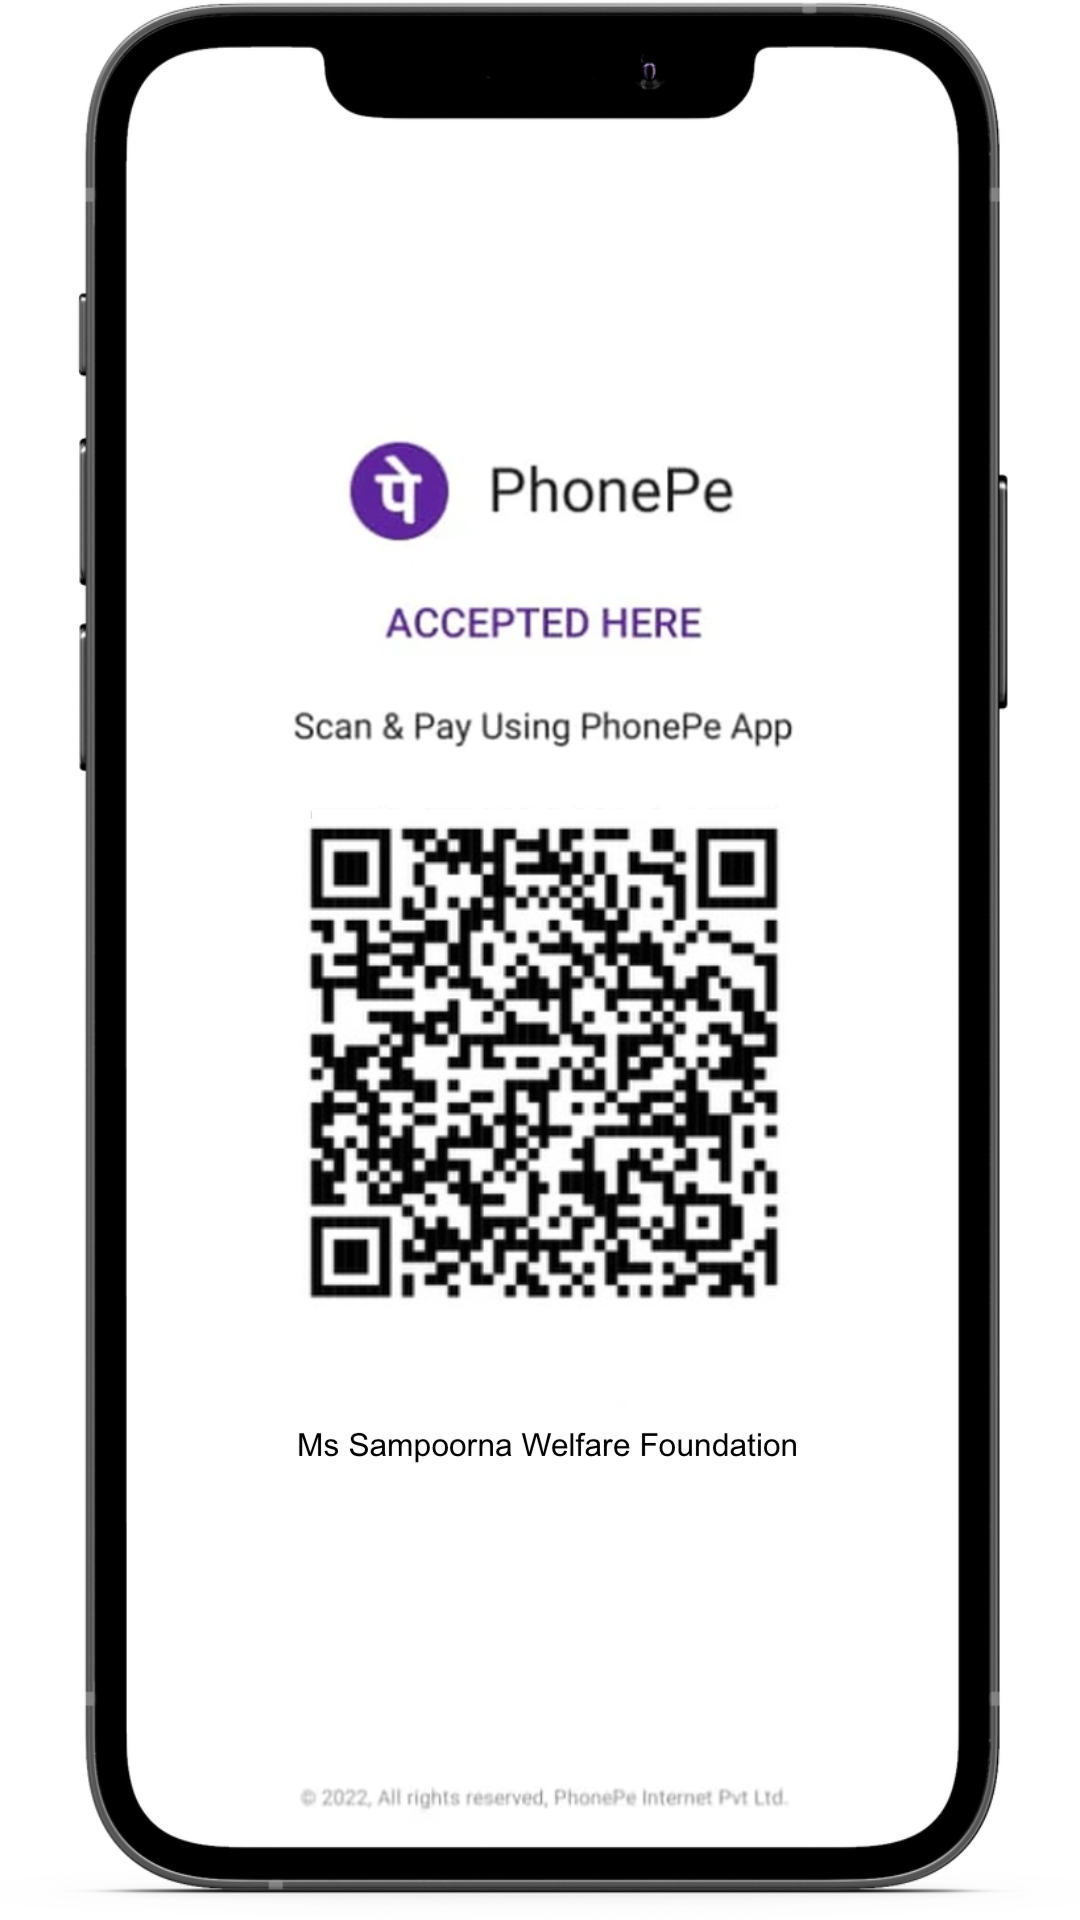 पे PhonePe
ACCEPTED HERE
Scan & Pay Using PhonePe App
Ms Sampoorna Welfare Foundation
© 2022, All rights reserved, PhonePe Internet Pvt Ltd.